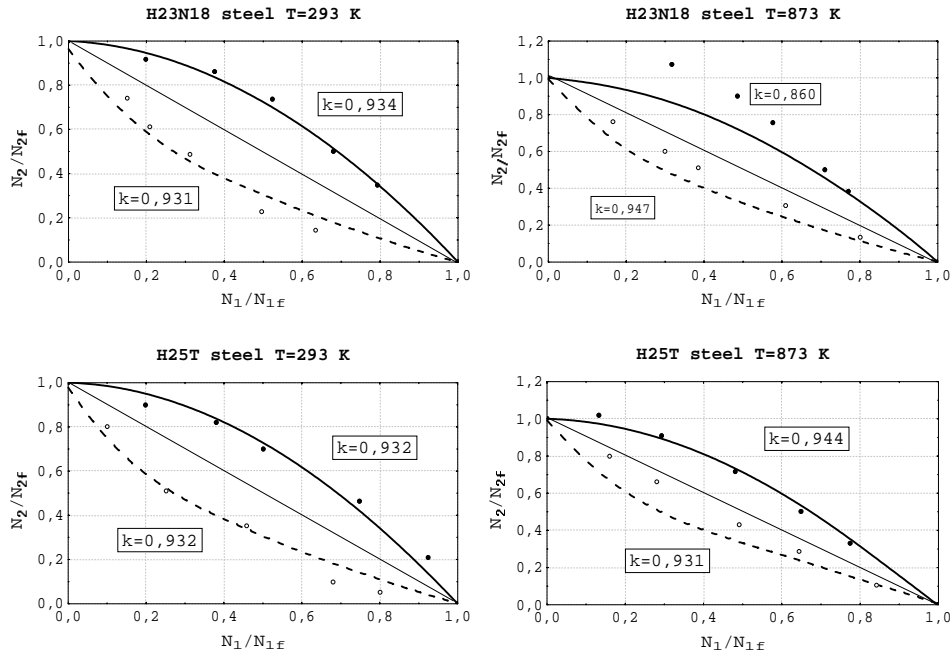 H23N18 steel T=293 K
N2/N2f
1,0
0,8
0,6
0,4
0,2
0,0
k=0,934
k=0,931
0,0 0,2 0,4 0,6 0,8 1,0
N1/N1f
H23N18 steel T=873 K
N2/N2f
1,2
1,0
0,8
0,6
0,4
0,2
0,0
k=0,860
k=0,947
0,0 0,2 0,4 0,6 0,8 1,0
N1/N1f
H25T steel T=293 K
N2/N2f
1,0
0,8
0,6
0,4
0,2
0,0
k=0,932
k=0,932
0,0 0,2 0,4 0,6 0,8 1,0
N1/N1f
H25T steel T=873 K
N2/N2f
1,2
1,0
0,8
0,6
0,4
0,2
0,0
k=0,944
k=0,931
0,0 0,2 0,4 0,6 0,8 1,0
N1/N1f